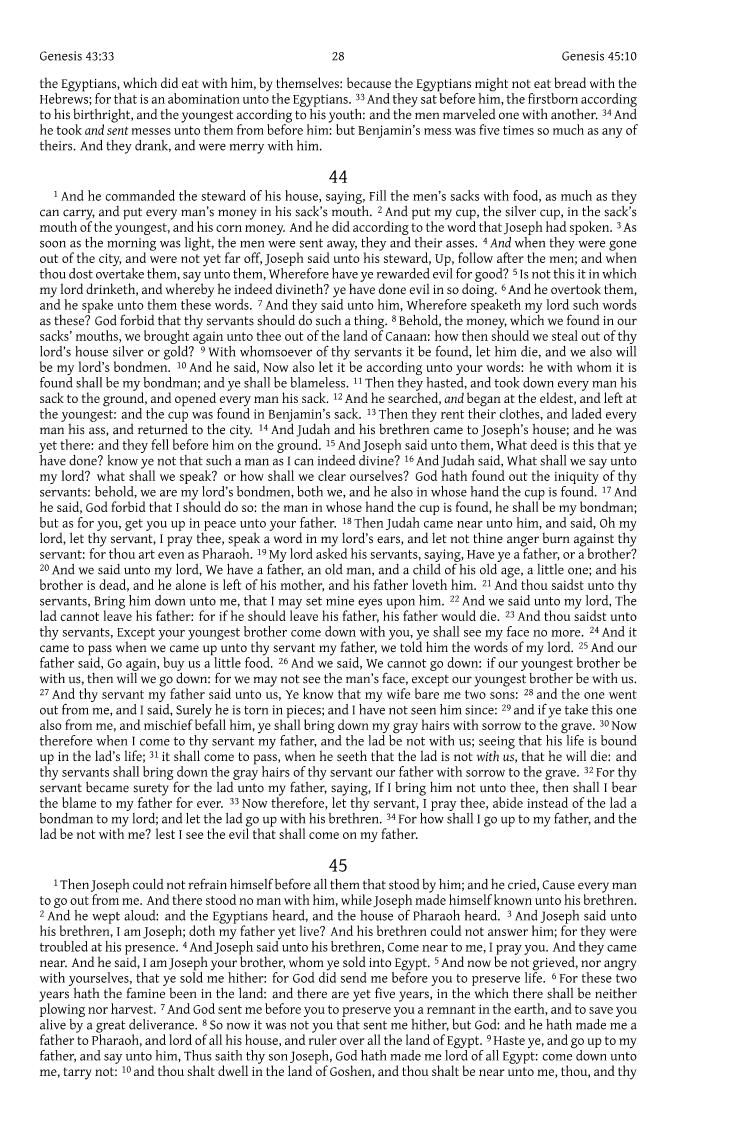 Genesis 43:33 28 Genesis 45:10
the Egyptians, which did eat with him, by themselves: because the Egyptians might not eat bread with the
Hebrews; for that is an abomination unto the Egyptians. 33 And they sat before him, the firstborn according
to his birthright, and the youngest according to his youth: and the men marveled one with another. 34 And
he took and sent messes unto them from before him: but Benjamin’s mess was five times so much as any of
theirs. And they drank, and were merry with him.
44
1 And he commanded the steward of his house, saying, Fill the men’s sacks with food, as much as they
can carry, and put every man’s money in his sack’s mouth. 2 And put my cup, the silver cup, in the sack’s
mouth of the youngest, and his corn money. And he did according to the word that Joseph had spoken. 3 As
soon as the morning was light, the men were sent away, they and their asses. 4 And when they were gone
out of the city, and were not yet far off, Joseph said unto his steward, Up, follow after the men; and when
thou dost overtake them, say unto them, Wherefore have ye rewarded evil for good? 5 Is not this it in which
my lord drinketh, and whereby he indeed divineth? ye have done evil in so doing. 6 And he overtook them,
and he spake unto them these words. 7 And they said unto him, Wherefore speaketh my lord such words
as these? God forbid that thy servants should do such a thing. 8 Behold, the money, which we found in our
sacks’ mouths, we brought again unto thee out of the land of Canaan: how then should we steal out of thy
lord’s house silver or gold? 9 With whomsoever of thy servants it be found, let him die, and we also will
be my lord’s bondmen. 10 And he said, Now also let it be according unto your words: he with whom it is
found shall be my bondman; and ye shall be blameless. 11 Then they hasted, and took down every man his
sack to the ground, and opened every man his sack. 12 And he searched, and began at the eldest, and left at
the youngest: and the cup was found in Benjamin’s sack. 13 Then they rent their clothes, and laded every
man his ass, and returned to the city. 14 And Judah and his brethren came to Joseph’s house; and he was
yet there: and they fell before him on the ground. 15 And Joseph said unto them, What deed is this that ye
have done? know ye not that such a man as I can indeed divine? 16 And Judah said, What shall we say unto
my lord? what shall we speak? or how shall we clear ourselves? God hath found out the iniquity of thy
servants: behold, we are my lord’s bondmen, both we, and he also in whose hand the cup is found. 17 And
he said, God forbid that I should do so: the man in whose hand the cup is found, he shall be my bondman;
but as for you, get you up in peace unto your father. 18 Then Judah came near unto him, and said, Oh my
lord, let thy servant, I pray thee, speak a word in my lord’s ears, and let not thine anger burn against thy
servant: for thou art even as Pharaoh. 19 My lord asked his servants, saying, Have ye a father, or a brother?
20 And we said unto my lord, We have a father, an old man, and a child of his old age, a little one; and his
brother is dead, and he alone is left of his mother, and his father loveth him. 21 And thou saidst unto thy
servants, Bring him down unto me, that I may set mine eyes upon him. 22 And we said unto my lord, The
lad cannot leave his father: for if he should leave his father, his father would die. 23 And thou saidst unto
thy servants, Except your youngest brother come down with you, ye shall see my face no more. 24 And it
came to pass when we came up unto thy servant my father, we told him the words of my lord. 25 And our
father said, Go again, buy us a little food. 26 And we said, We cannot go down: if our youngest brother be
with us, then will we go down: for we may not see the man’s face, except our youngest brother be with us.
27 And thy servant my father said unto us, Ye know that my wife bare me two sons: 28 and the one went
out from me, and I said, Surely he is torn in pieces; and I have not seen him since: 29 and if ye take this one
also from me, and mischief befall him, ye shall bring down my gray hairs with sorrow to the grave. 30 Now
therefore when I come to thy servant my father, and the lad be not with us; seeing that his life is bound
up in the lad’s life; 31 it shall come to pass, when he seeth that the lad is not with us, that he will die: and
thy servants shall bring down the gray hairs of thy servant our father with sorrow to the grave. 32 For thy
servant became surety for the lad unto my father, saying, If I bring him not unto thee, then shall I bear
the blame to my father for ever. 33 Now therefore, let thy servant, I pray thee, abide instead of the lad a
bondman to my lord; and let the lad go up with his brethren. 34 For how shall I go up to my father, and the
lad be not with me? lest I see the evil that shall come on my father.
45
1 Then Joseph could not refrain himself before all them that stood by him; and he cried, Cause every man
to go out from me. And there stood no man with him, while Joseph made himself known unto his brethren.
2 And he wept aloud: and the Egyptians heard, and the house of Pharaoh heard. 3 And Joseph said unto
his brethren, I am Joseph; doth my father yet live? And his brethren could not answer him; for they were
troubled at his presence. 4 And Joseph said unto his brethren, Come near to me, I pray you. And they came
near. And he said, I am Joseph your brother, whom ye sold into Egypt. 5 And now be not grieved, nor angry
with yourselves, that ye sold me hither: for God did send me before you to preserve life. 6 For these two
years hath the famine been in the land: and there are yet five years, in the which there shall be neither
plowing nor harvest. 7 And God sent me before you to preserve you a remnant in the earth, and to save you
alive by a great deliverance. 8 So now it was not you that sent me hither, but God: and he hath made me a
father to Pharaoh, and lord of all his house, and ruler over all the land of Egypt. 9 Haste ye, and go up to my
father, and say unto him, Thus saith thy son Joseph, God hath made me lord of all Egypt: come down unto
me, tarry not: 10 and thou shalt dwell in the land of Goshen, and thou shalt be near unto me, thou, and thy